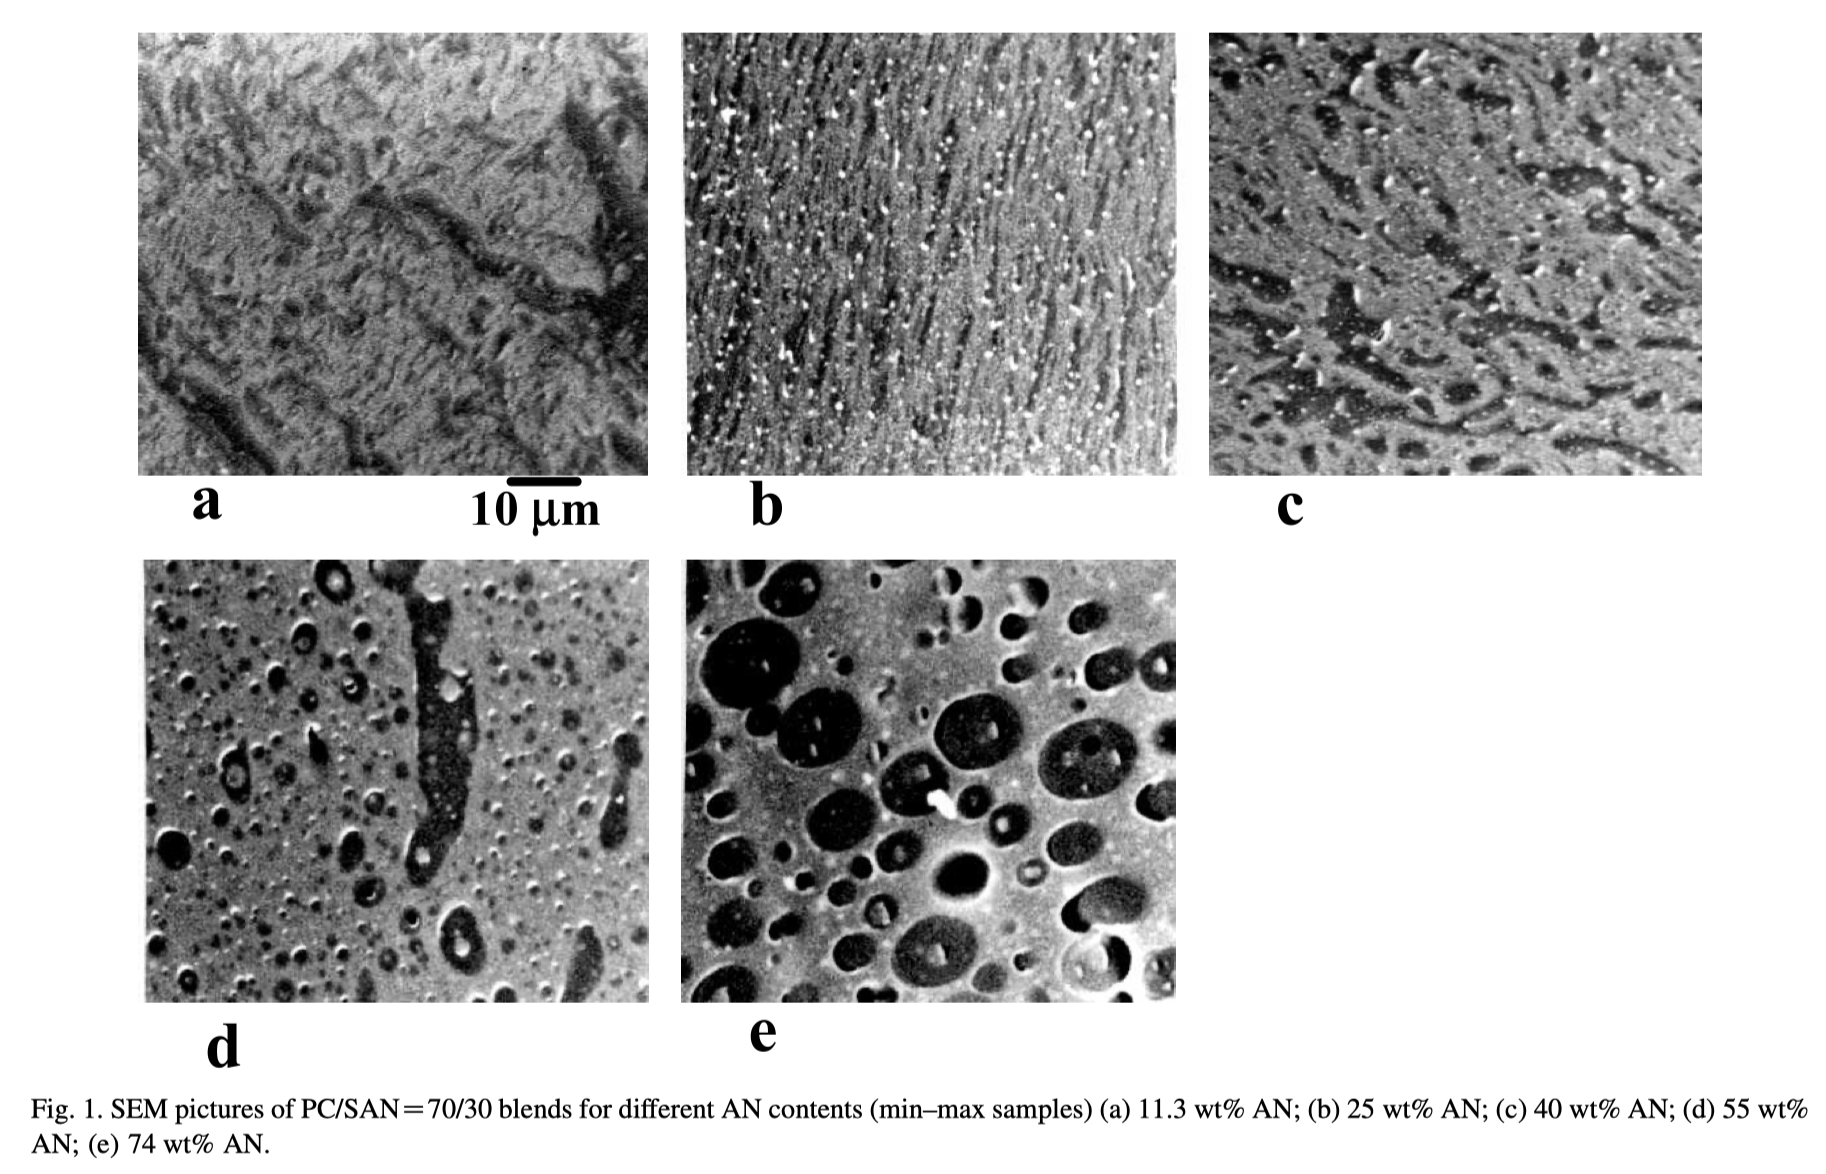 a
10 μm
b
c
d
e
Fig. 1. SEM pictures of PC/SAN=70/30 blends for different AN contents (min–max samples) (a) 11.3 wt% AN; (b) 25 wt% AN; (c) 40 wt% AN; (d) 55 wt%
AN; (e) 74 wt% AN.